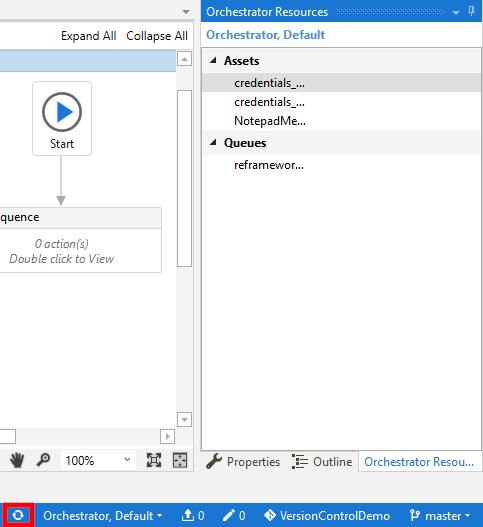 Orchestrator Resources
Expand All Collapse All
Orchestrator, Default
Assets
credentials_...
credentials_...
NotepadMe...
Queues
reframewor...
Start
quence
0 action(s)
Double click to View
100%
Properties Outline Orchestrator Resou...
Orchestrator, Default 0 0 VersionControlDemo master